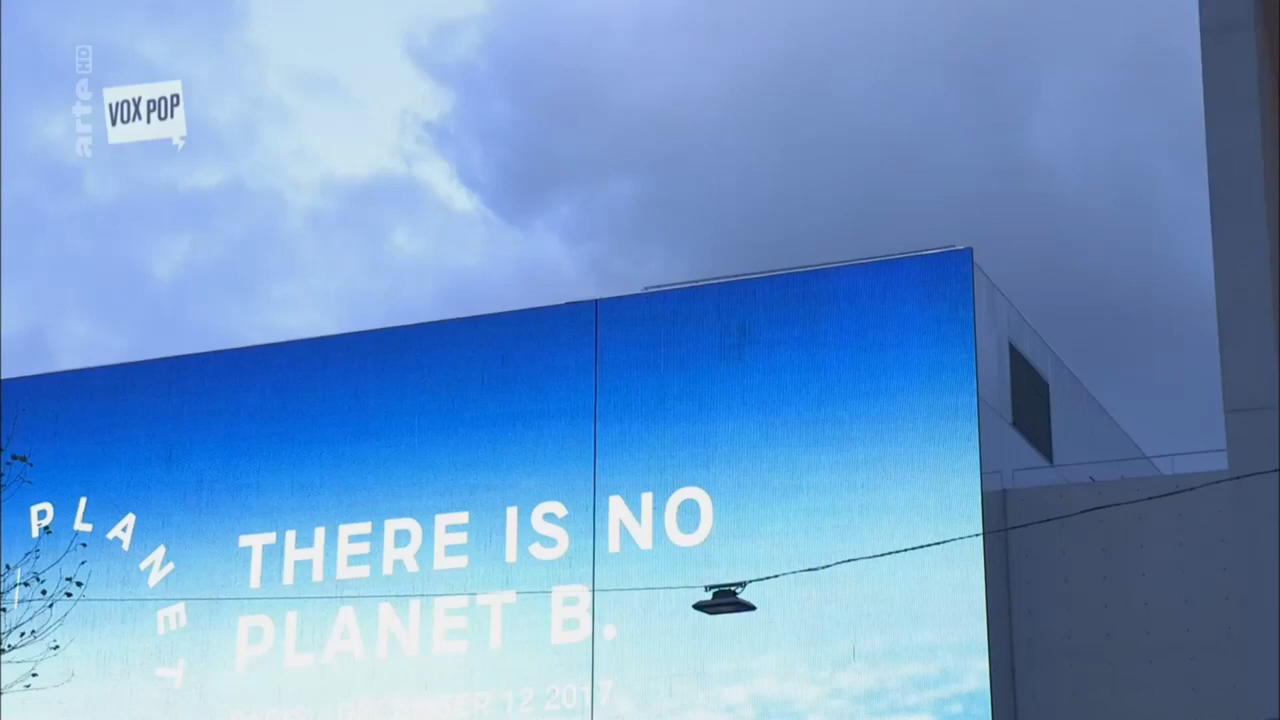 arte HD
VOX POP
PLANET
THERE IS NO
PLANET B.
DECEMBER 12 2017